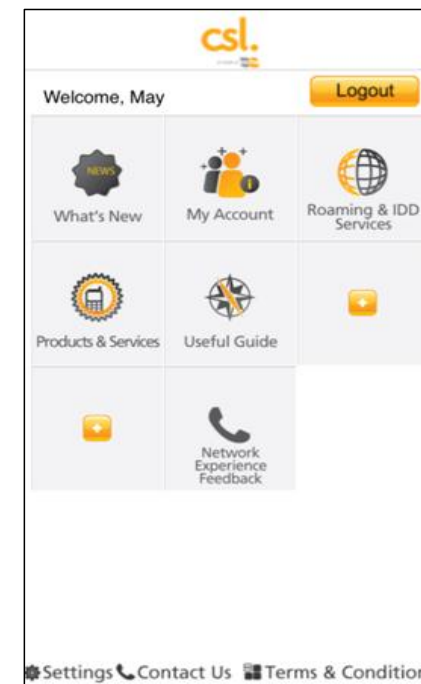 csl.
Welcome, May
Logout
NEWS
What's New
My Account
Roaming & IDD
Services
Products & Services
Useful Guide
Network
Experience
Feedback
Settings Contact Us Terms & Condition